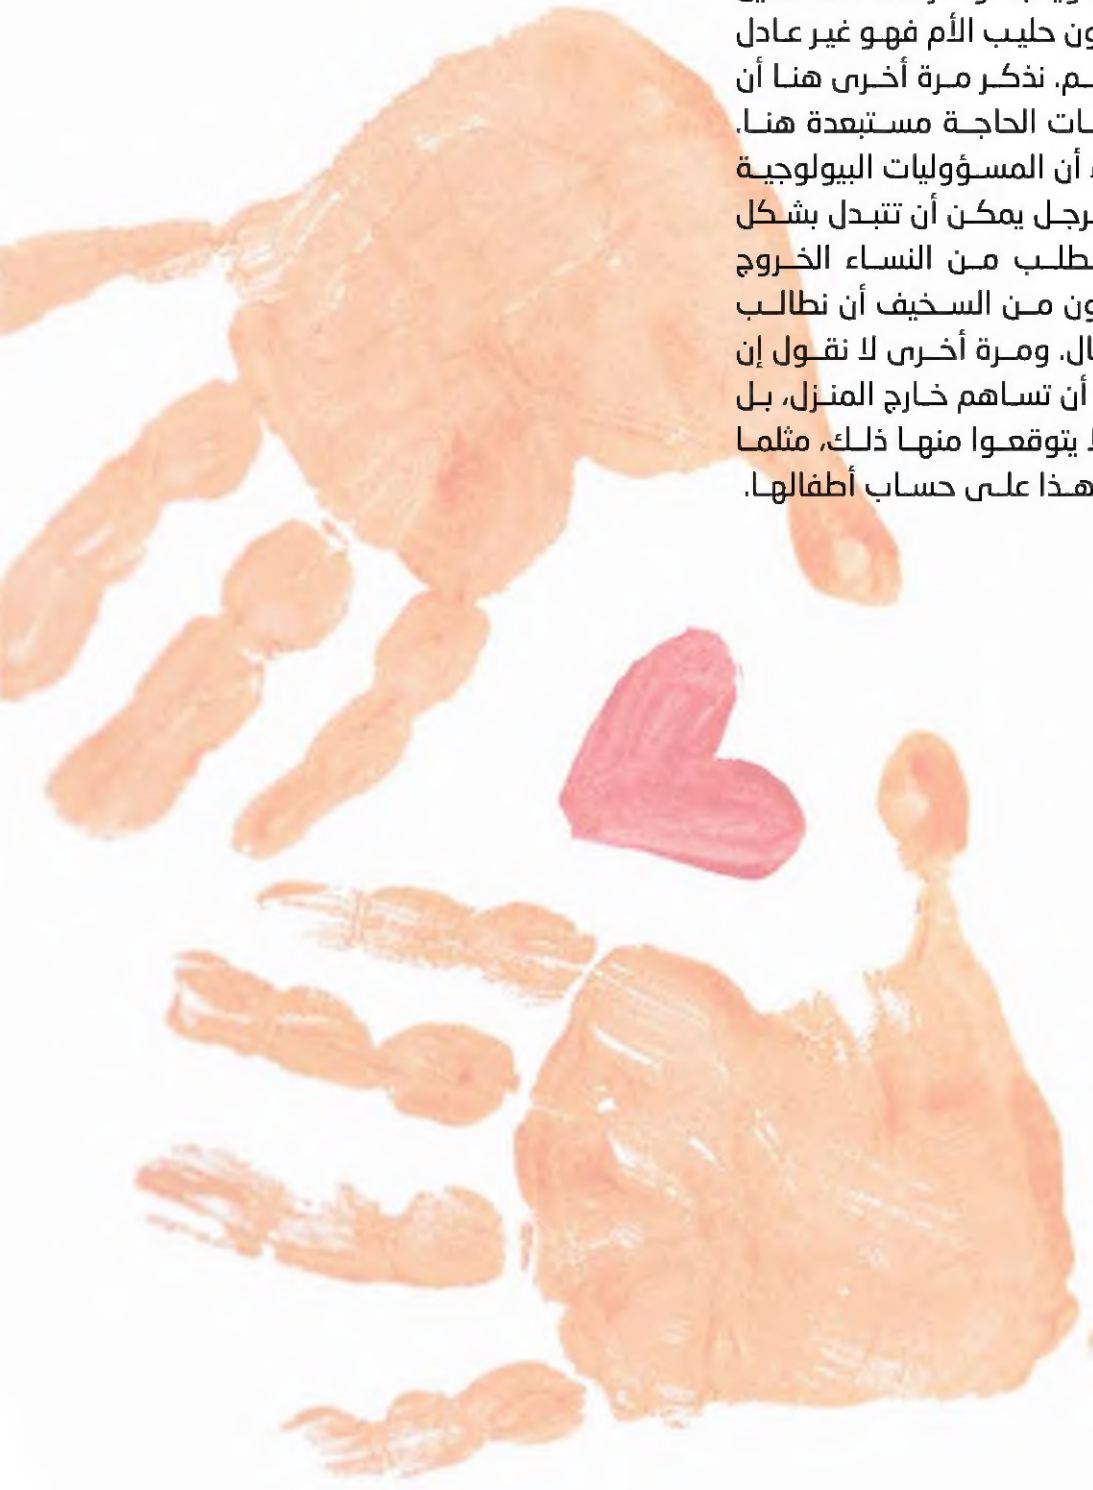 ون حليب الأم فهو غير عادل
ـم. نذكر مرة أخرى هنا أن
ـات الحاجة مستبعدة هنا.
أن المسؤوليات البيولوجية
رجل يمكن أن تتبدل بشكل
ـطلب من النساء الخروج
ون من السخيف أن نطالب
ال. ومرة أخرى لا نقول إن
أن تساهم خارج المنزل، بل
لا يتوقعوا منها ذلك، مثلما
هذا على حساب أطفالها.